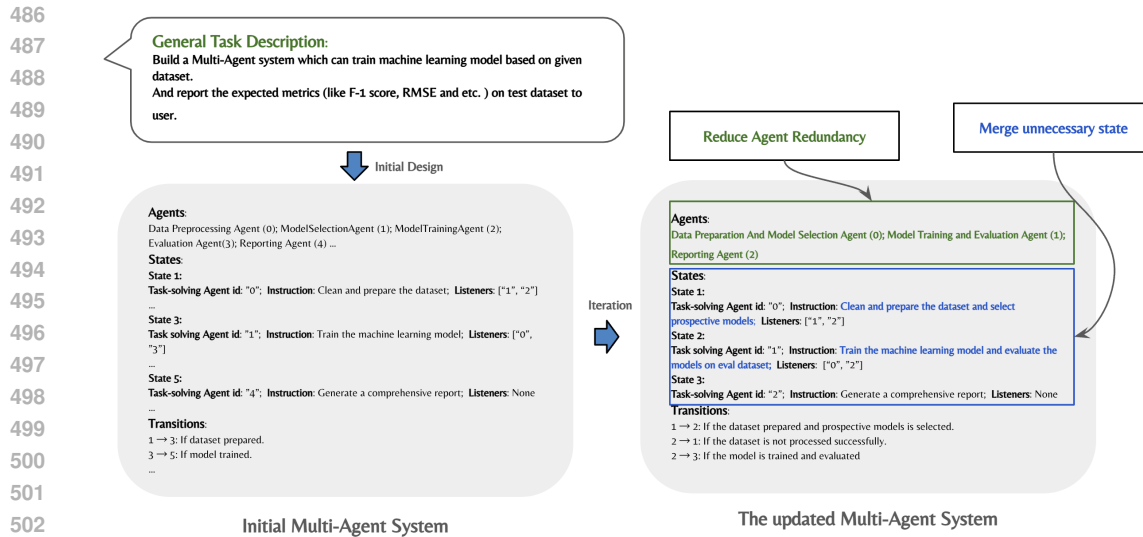 486
487
488
489
490
491
492
493
494
495
496
497
498
499
500
501
502
General Task Description:
Build a Multi-Agent system which can train machine learning model based on given
dataset.
And report the expected metrics (like F-1 score, RMSE and etc. ) on test dataset to
user.
Initial Design
Agents:
Data Preprocessing Agent (0); ModelSelectionAgent (1); ModelTrainingAgent (2);
Evaluation Agent(3); Reporting Agent (4) ...
States:
State 1:
Task-solving Agent id: "0"; Instruction: Clean and prepare the dataset; Listeners: ["1", "2"]
...
State 3:
Task solving Agent id: "1"; Instruction: Train the machine learning model; Listeners: ["0",
"3"]
...
State 5:
Task-solving Agent id: "4"; Instruction: Generate a comprehensive report; Listeners: None
...
Transitions:
1 → 3: If dataset prepared.
3 → 5: If model trained.
...
Initial Multi-Agent System
Iteration
Reduce Agent Redundancy
Merge unnecessary state
Agents:
Data Preparation And Model Selection Agent (0); Model Training and Evaluation Agent (1);
Reporting Agent (2)
States:
State 1:
Task-solving Agent id: "0"; Instruction: Clean and prepare the dataset and select
prospective models; Listeners: ["1", "2"]
State 2:
Task solving Agent id: "1"; Instruction: Train the machine learning model and evaluate the
models on eval dataset; Listeners: ["0", "2"]
State 3:
Task-solving Agent id: "2"; Instruction: Generate a comprehensive report; Listeners: None
Transitions:
1 → 2: If the dataset prepared and prospective models is selected.
2 → 1: If the dataset is not processed successfully.
2 → 3: If the model is trained and evaluated
The updated Multi-Agent System